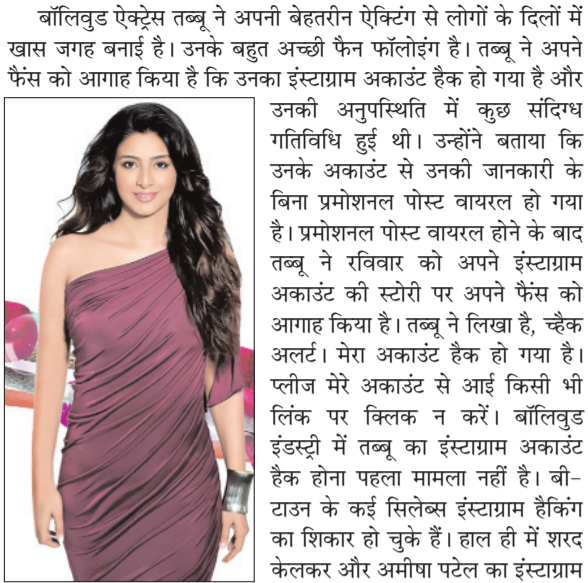 बॉलिवुड ऐक्ट्रेस तब्बू ने अपनी बेहतरीन ऐक्टिंग से लोगों के दिलों में
खास जगह बनाई है। उनके बहुत अच्छी फैन फॉलोइंग है। तब्बू ने अपने
फैंस को आगाह किया है कि उनका इंस्टाग्राम अकाउंट हैक हो गया है और
उनकी अनुपस्थिति में कुछ संदिग्ध
गतिविधि हुई थी। उन्होंने बताया कि
उनके अकाउंट से उनकी जानकारी के
बिना प्रमोशनल पोस्ट वायरल हो गया
है। प्रमोशनल पोस्ट वायरल होने के बाद
तब्बू ने रविवार को अपने इंस्टाग्राम
अकाउंट की स्टोरी पर अपने फैंस को
आगाह किया है। तब्बू ने लिखा है, च्हैक
अलर्ट। मेरा अकाउंट हैक हो गया है।
प्लीज मेरे अकाउंट से आई किसी भी
लिंक पर क्लिक न करें। बॉलिवुड
इंडस्ट्री में तब्बू का इंस्टाग्राम अकाउंट
हैक होना पहला मामला नहीं है। बी-
टाउन के कई सिलेब्स इंस्टाग्राम हैकिंग
का शिकार हो चुके हैं। हाल ही में शरद
केलकर और अमीषा पटेल का इंस्टाग्राम